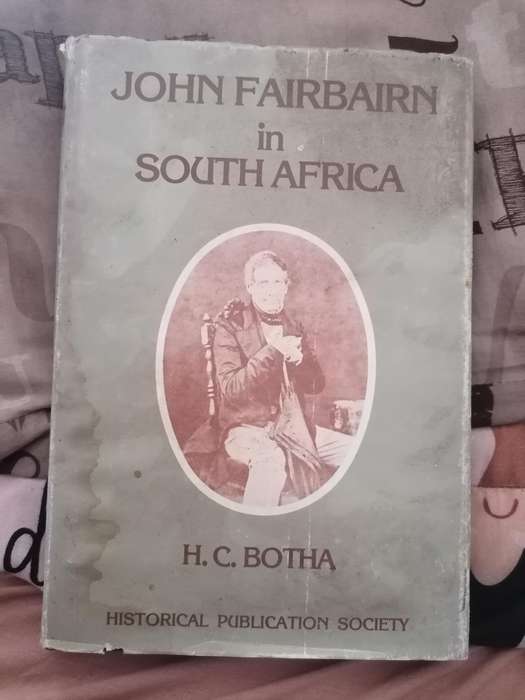 JOHN FAIRBAIRN
in
SOUTH AFRICA
H. C. BOTHA
HISTORICAL PUBLICATION SOCIETY